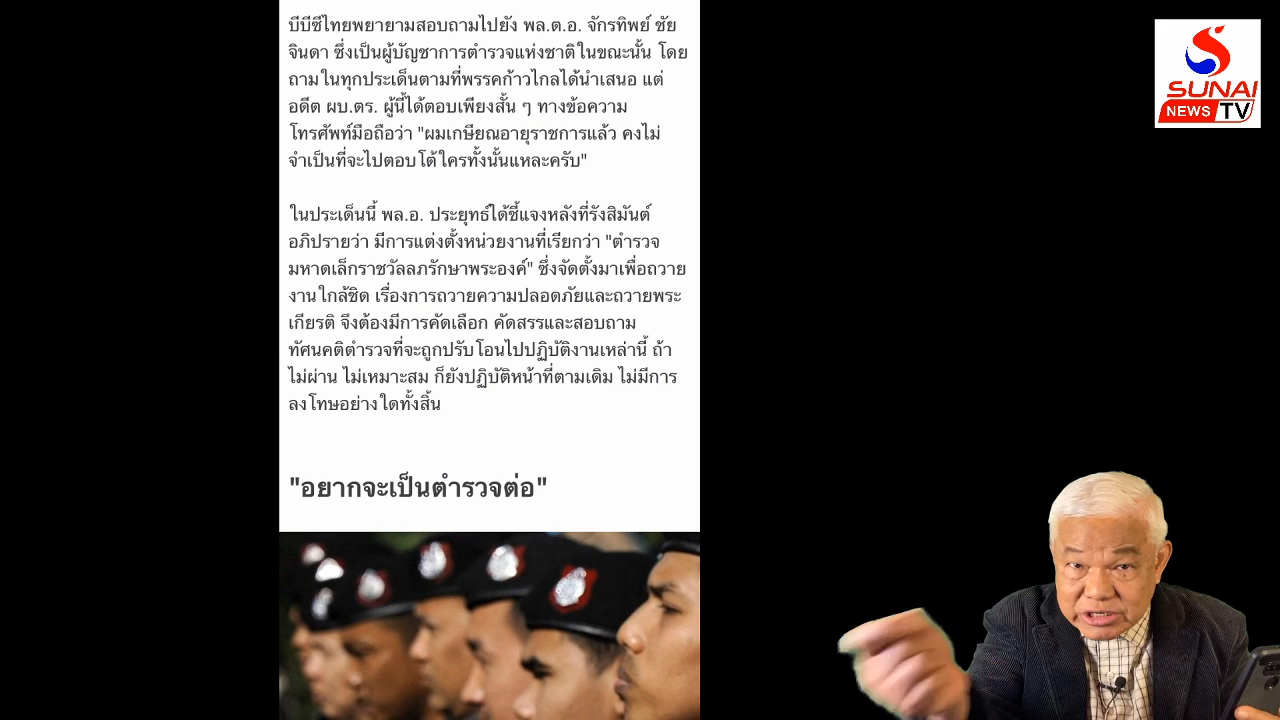 บีบีซีไทยพยายามสอบถามไปยัง พล.ต.อ. จักรทิพย์ ชัย
จินดา ซึ่งเป็นผู้บัญชาการตำรวจแห่งชาติในขณะนั้น โดย
ถามในทุกประเด็นตามที่พรรคก้าวไกลได้นำเสนอ แต่
อดีต ผบ.ตร. ผู้นี้ได้ตอบเพียงสั้น ๆ ทางข้อความ
โทรศัพท์มือถือว่า "ผมเกษียณอายุราชการแล้ว คงไม่
จำเป็นที่จะไปตอบโต้ใครทั้งนั้นแหละครับ"
ในประเด็นนี้ พล.อ. ประยุทธ์ได้ชี้แจงหลังที่รังสิมันต์
อภิปรายว่า มีการแต่งตั้งหน่วยงานที่เรียกว่า "ตำรวจ
มหาดเล็กราชวัลลภรักษาพระองค์" ซึ่งจัดตั้งมาเพื่อถวาย
งานใกล้ชิด เรื่องการถวายความปลอดภัยและถวายพระ
เกียรติ จึงต้องมีการคัดเลือก คัดสรรและสอบถาม
ทัศนคติตำรวจที่จะถูกปรับโอนไปปฏิบัติงานเหล่านี้ ถ้า
ไม่ผ่าน ไม่เหมาะสม ก็ยังปฏิบัติหน้าที่ตามเดิม ไม่มีการ
ลงโทษอย่างใดทั้งสิ้น
"อยากจะเป็นตำรวจต่อ"
SUNAI
NEWS TV